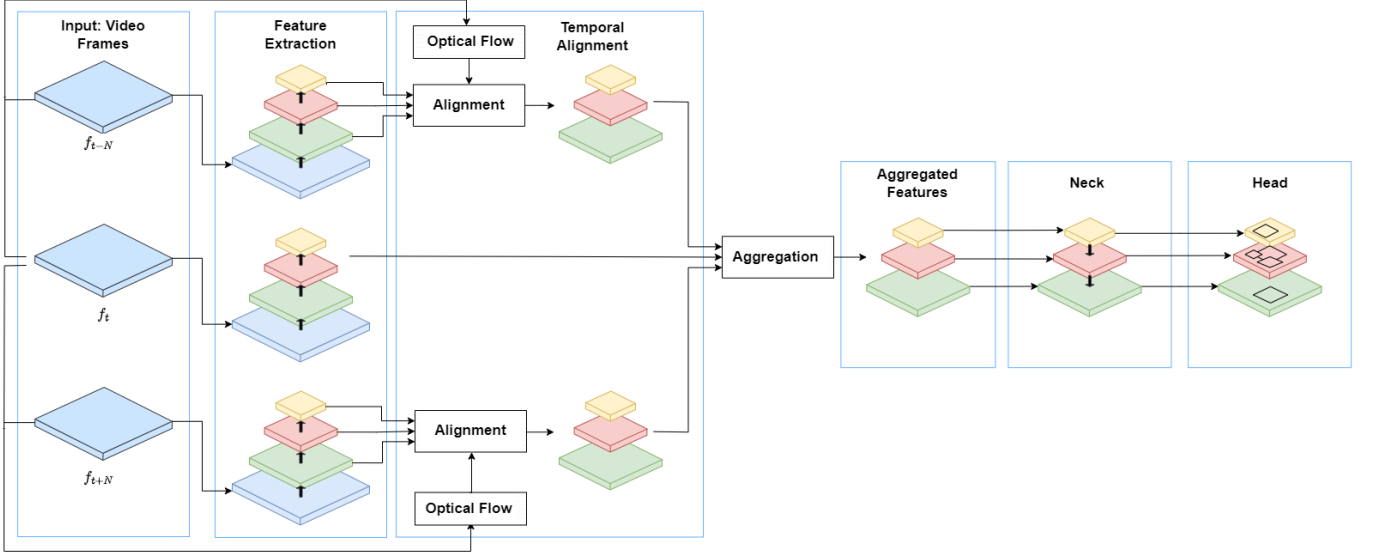 Input: Video
Frames
Feature
Extraction
Temporal
Alignment
Optical Flow
Alignment
f_{t-N}
Aggregated
Features
Neck
Head
Aggregation
f_t
Alignment
f_{t+N}
Optical Flow